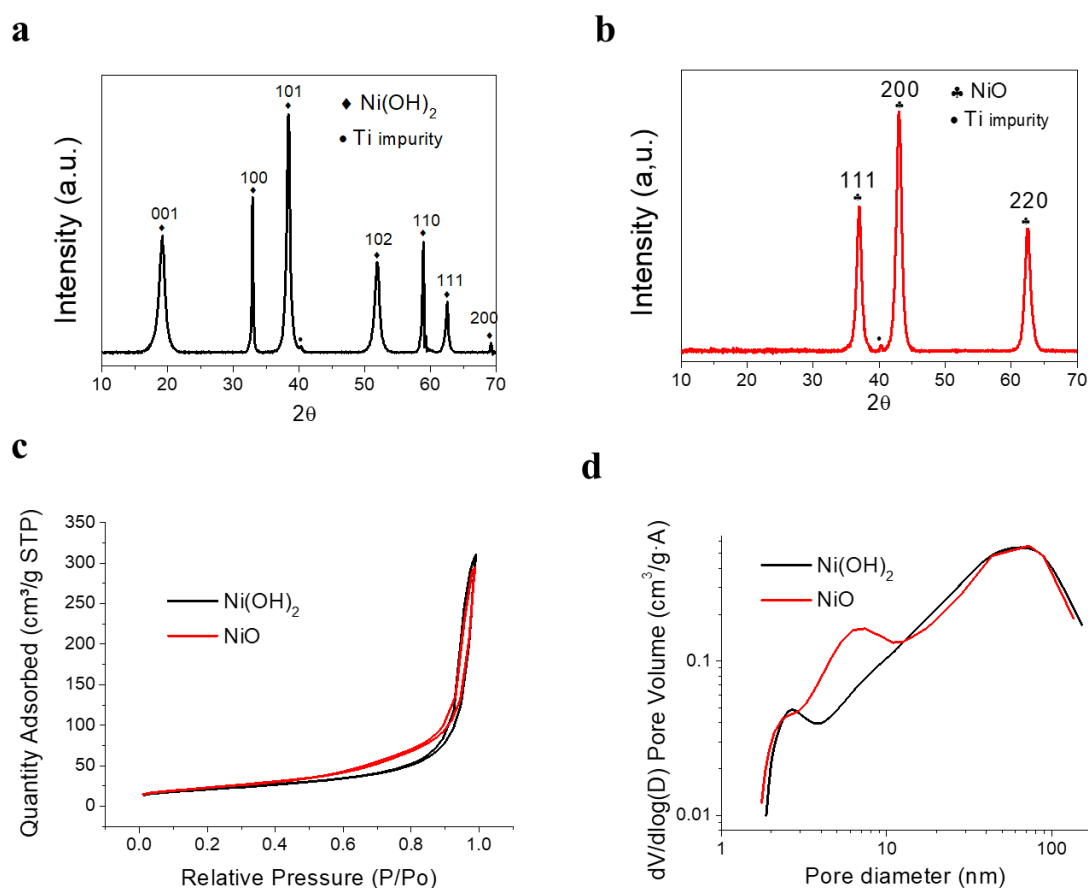 a
Intensity (a.u.)
♦ Ni(OH)₂
• Ti impurity
001
100
101
102
110
111
200
10 20 30 40 50 60 70
2θ
b
Intensity (a,u.)
♣ NiO
• Ti impurity
111
200
220
10 20 30 40 50 60 70
2θ
c
Quantity Adsorbed (cm³/g STP)
350
300
250
200
150
100
50
0
Ni(OH)₂
NiO
0.0 0.2 0.4 0.6 0.8 1.0
Relative Pressure (P/Po)
d
dV/dlog(D) Pore Volume (cm³/g·A)
0.1
0.01
Ni(OH)₂
NiO
1 10 100
Pore diameter (nm)